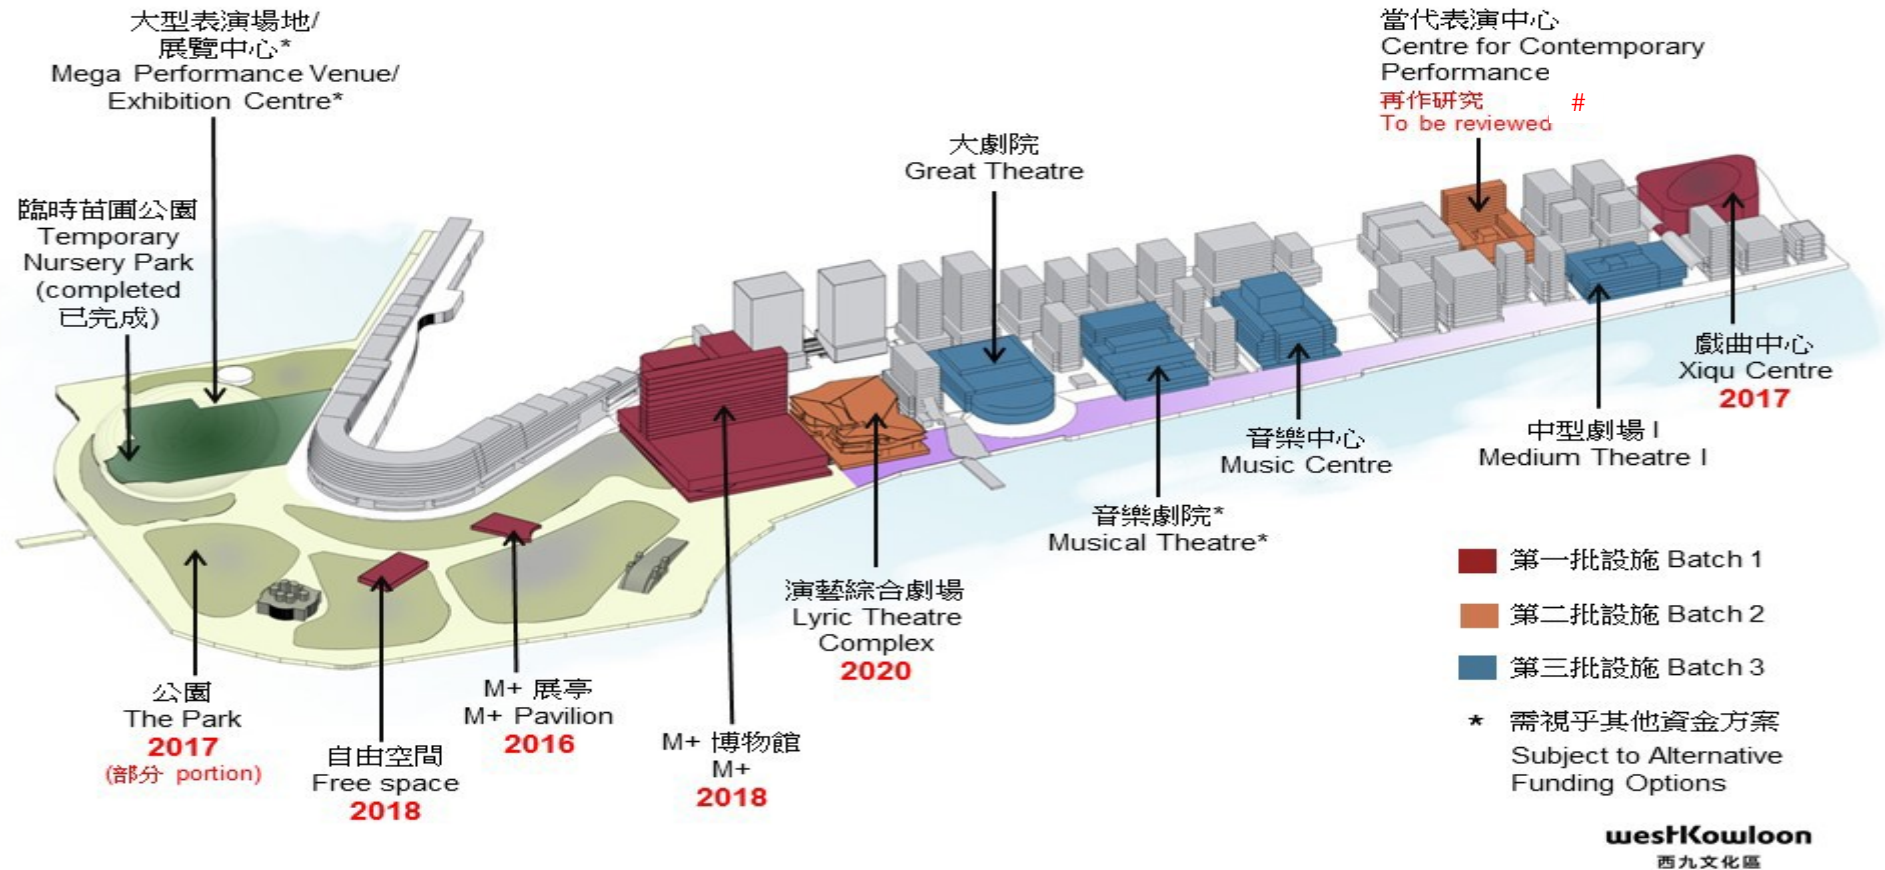 大型表演場地/
展覽中心*
Mega Performance Venue/
Exhibition Centre*
臨時苗圃公園
Temporary
Nursery Park
(completed
已完成)
大劇院
Great Theatre
當代表演中心
Centre for Contemporary
Performance
再作研究 #
To be reviewed
戲曲中心
Xiqu Centre
2017
中型劇場 I
Medium Theatre I
音樂中心
Music Centre
音樂劇院*
Musical Theatre*
演藝綜合劇場
Lyric Theatre
Complex
2020
M+ 博物館
M+
2018
M+ 展亭
M+ Pavilion
2016
自由空間
Free space
2018
公園
The Park
2017
(部分 portion)
第一批設施 Batch 1
第二批設施 Batch 2
第三批設施 Batch 3
* 需視乎其他資金方案
Subject to Alternative
Funding Options
westKowloon
西九文化區